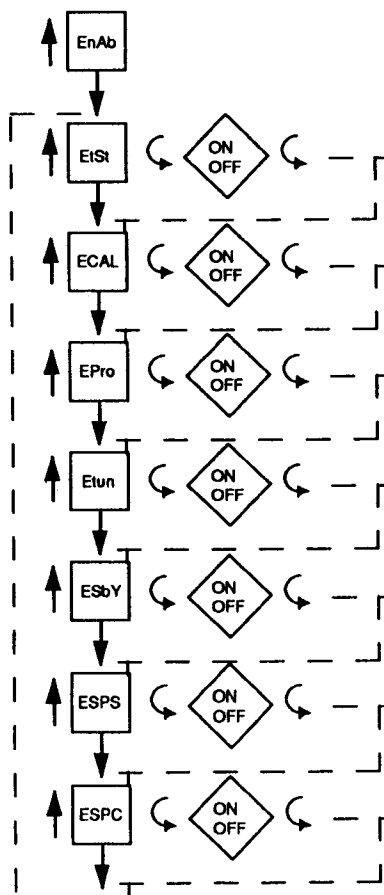 EnAb
EtSt
ON
OFF
ECAL
ON
OFF
EPro
ON
OFF
Etun
ON
OFF
ESbY
ON
OFF
ESPS
ON
OFF
ESPC
ON
OFF